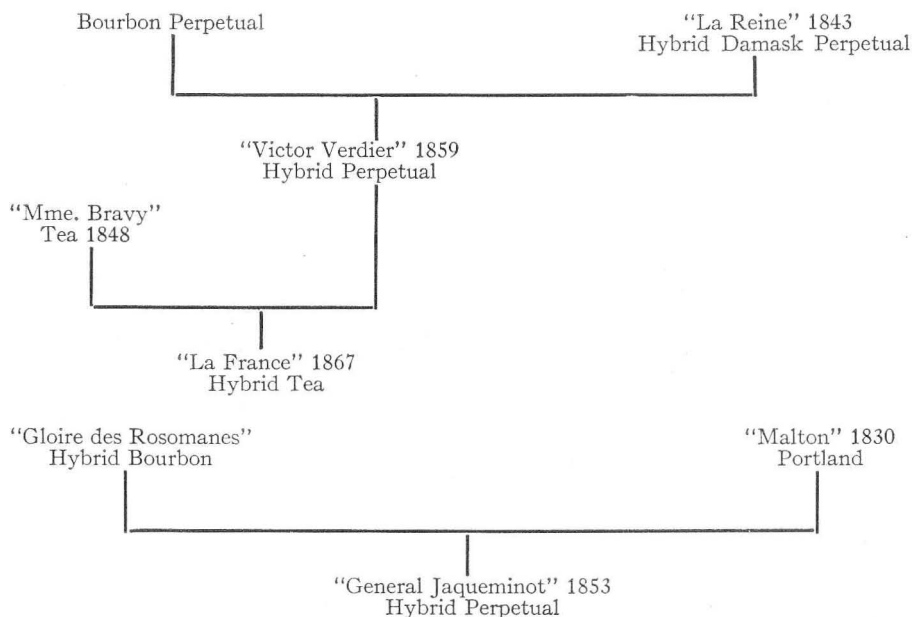 Bourbon Perpetual
“La Reine” 1843
Hybrid Damask Perpetual
“Victor Verdier” 1859
Hybrid Perpetual
“Mme. Bravy”
Tea 1848
“La France” 1867
Hybrid Tea
“Gloire des Rosomanes”
Hybrid Bourbon
“Malton” 1830
Portland
“General Jaqueminot” 1853
Hybrid Perpetual